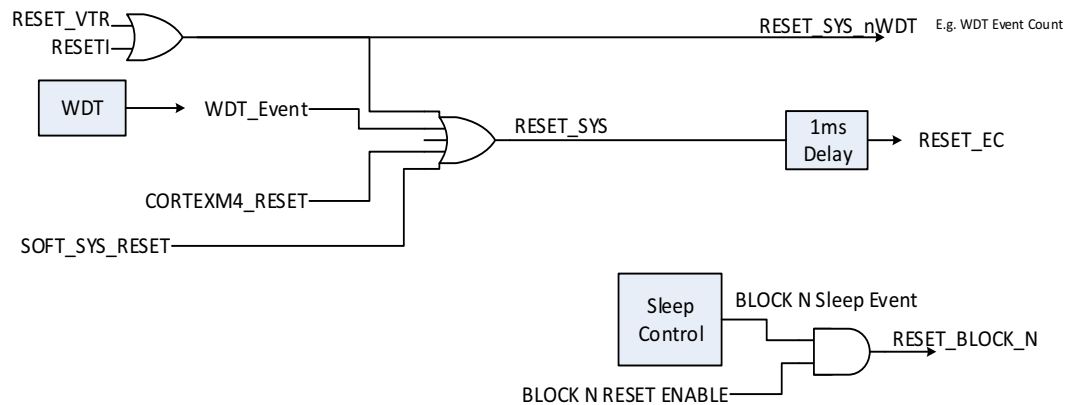 RESET_VTR
RESETI
RESET_SYS_nWDT
E.g. WDT Event Count
WDT
WDT_Event
RESET_SYS
1ms
Delay
RESET_EC
CORTEXM4_RESET
SOFT_SYS_RESET
Sleep
Control
BLOCK N Sleep Event
RESET_BLOCK_N
BLOCK N RESET ENABLE